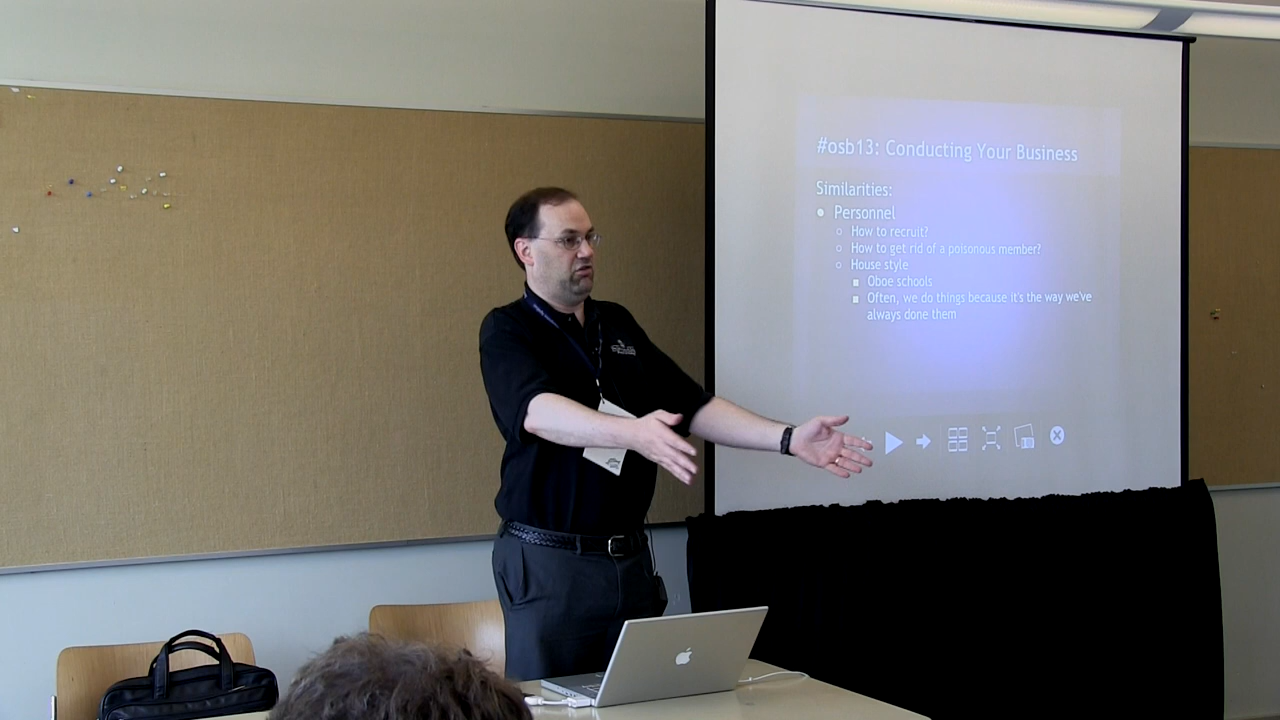 #osb13: Conducting Your Business
Similarities:
Personnel
How to recruit?
How to get rid of a poisonous member?
House style
Oboe schools
Often, we do things because it's the way we've
always done them